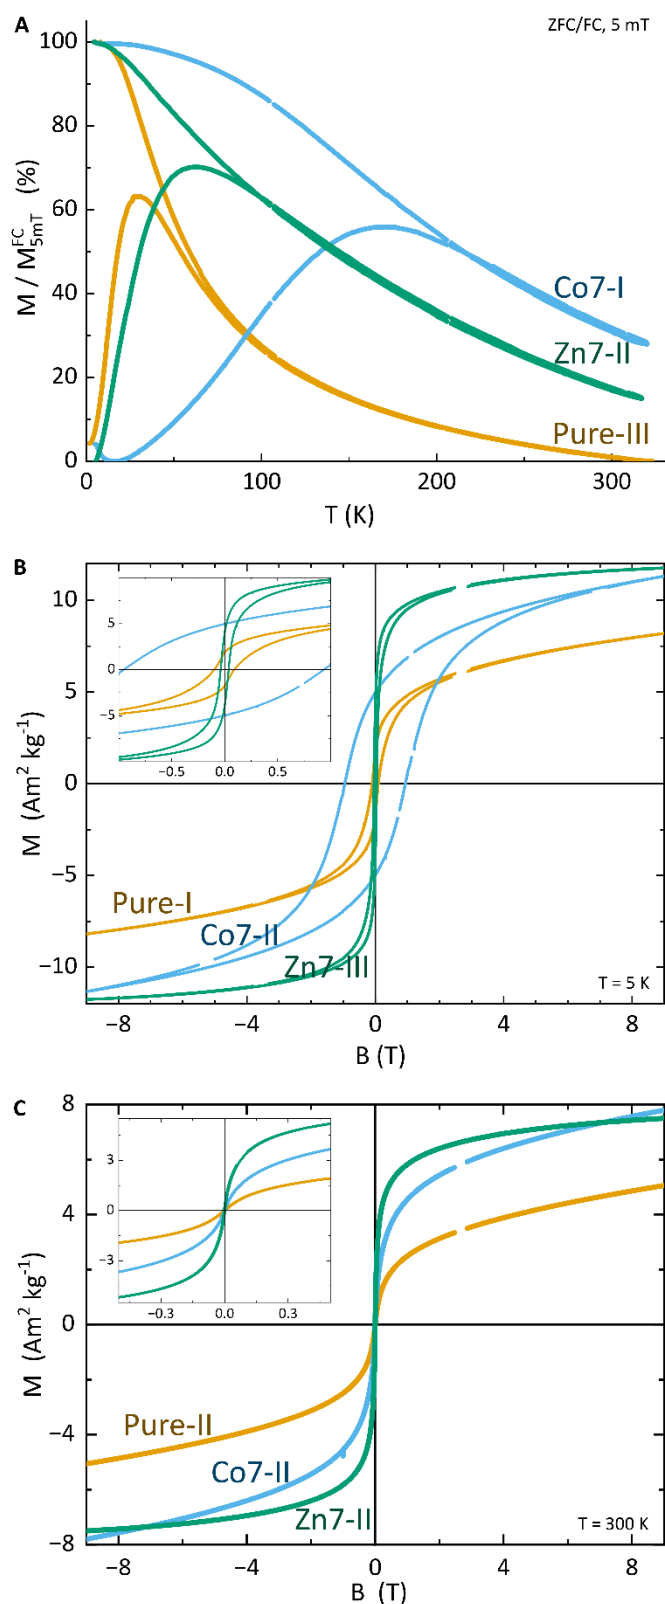 A
ZFC/FC, 5 mT
100
80
60
40
20
0
M / M^FC_5mT (%)
Co7-I
Zn7-II
Pure-III
0 100 200 300
T (K)
B
10
5
0
−5
−10
M (Am² kg⁻¹)
5
0
−5
−0.5 0.0 0.5
Pure-I
Co7-II
Zn7-III
T = 5 K
−8 −4 0 4 8
B (T)
C
8
4
0
−4
−8
M (Am² kg⁻¹)
3
0
−3
−0.3 0.0 0.3
Pure-II
Co7-II
Zn7-II
T = 300 K
−8 −4 0 4 8
B (T)